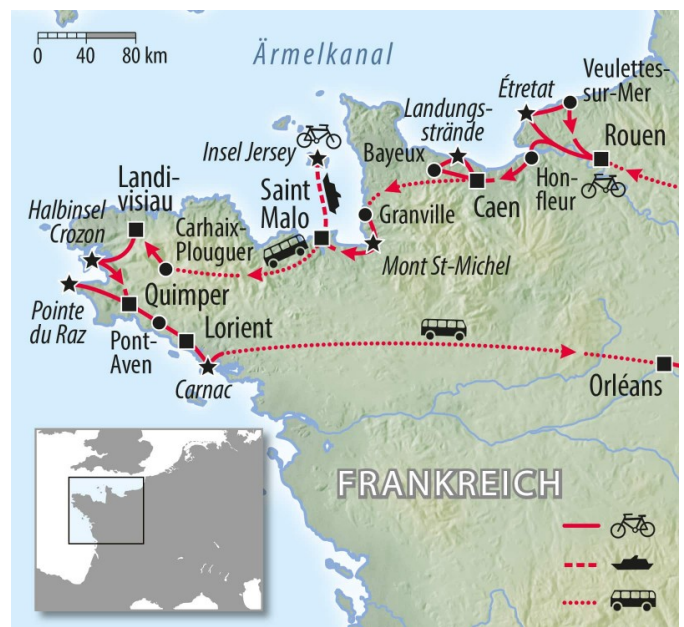 0 40 80 km
Ärmelkanal
Étretat
Veulettes-
sur-Mer
Landungs-
strände
Rouen
Insel Jersey
Bayeux
Hon-
fleur
Landi-
visiau
Saint
Malo
Granville
Caen
Halbinsel
Crozon
Carhaix-
Plouguer
Mont St-Michel
Pointe
du Raz
Quimper
Pont-
Aven
Lorient
Carnac
Orléans
FRANKREICH